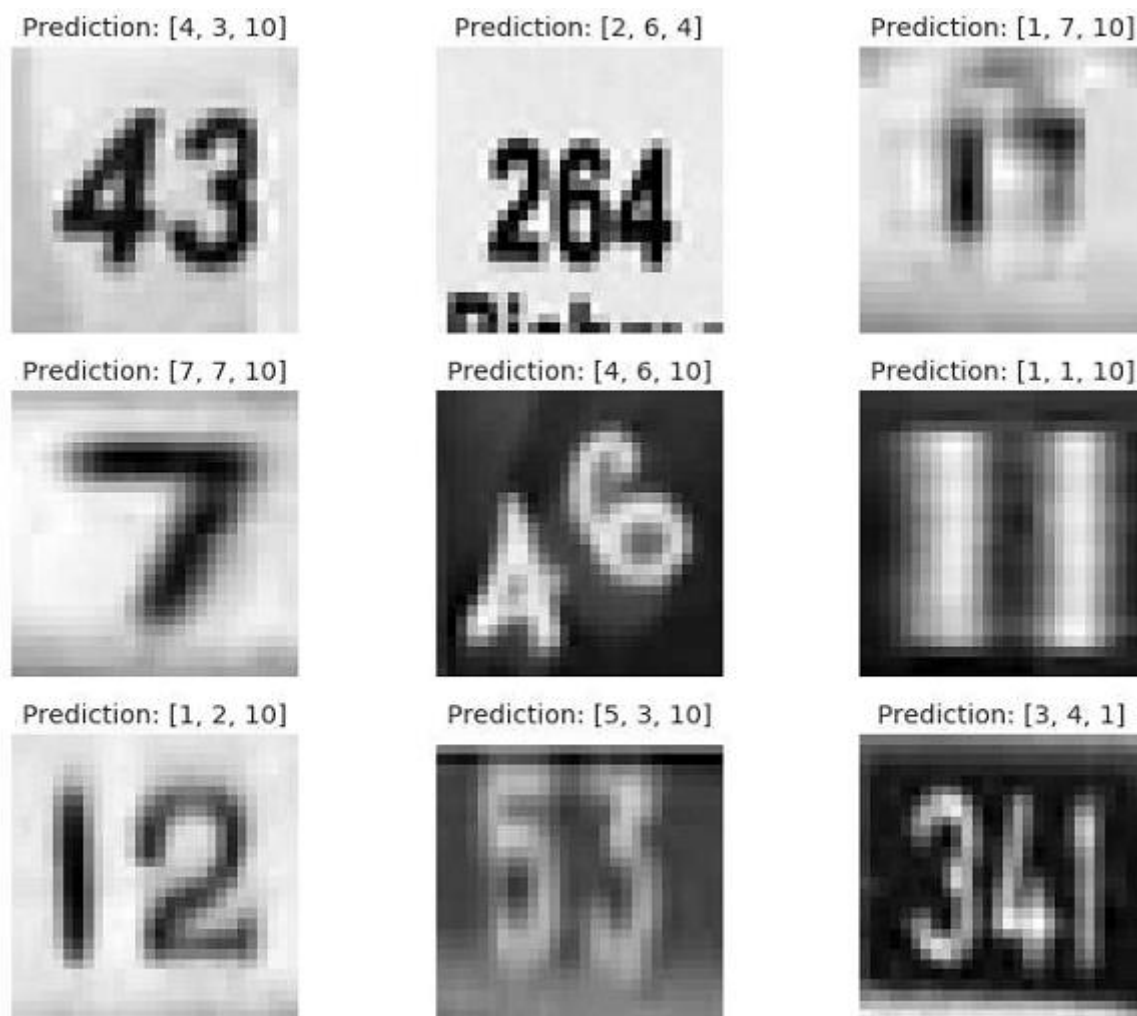 Prediction: [4, 3, 10] Prediction: [2, 6, 4] Prediction: [1, 7, 10]
43 264 17
Prediction: [7, 7, 10] Prediction: [4, 6, 10] Prediction: [1, 1, 10]
7 A6 11
Prediction: [1, 2, 10] Prediction: [5, 3, 10] Prediction: [3, 4, 1]
12 53 341